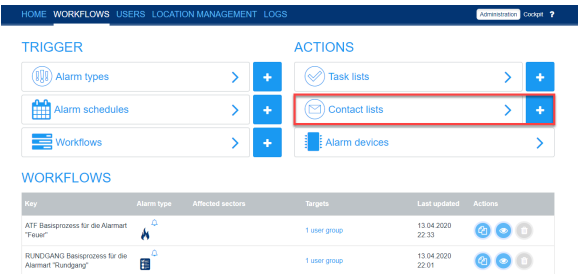 HOME WORKFLOWS USERS LOCATION MANAGEMENT LOGS Administration Cockpit ?
TRIGGER
ACTIONS
Alarm types
Task lists
Alarm schedules
Contact lists
Workflows
Alarm devices
WORKFLOWS
Key Alarm type Affected sectors Targets Last updated Actions
ATF Basisprozess für die Alarmart
"Feuer"
1 user group
13.04.2020
22:33
RUNDGANG Basisprozess für die
Alarmart "Rundgang"
1 user group
13.04.2020
22:01